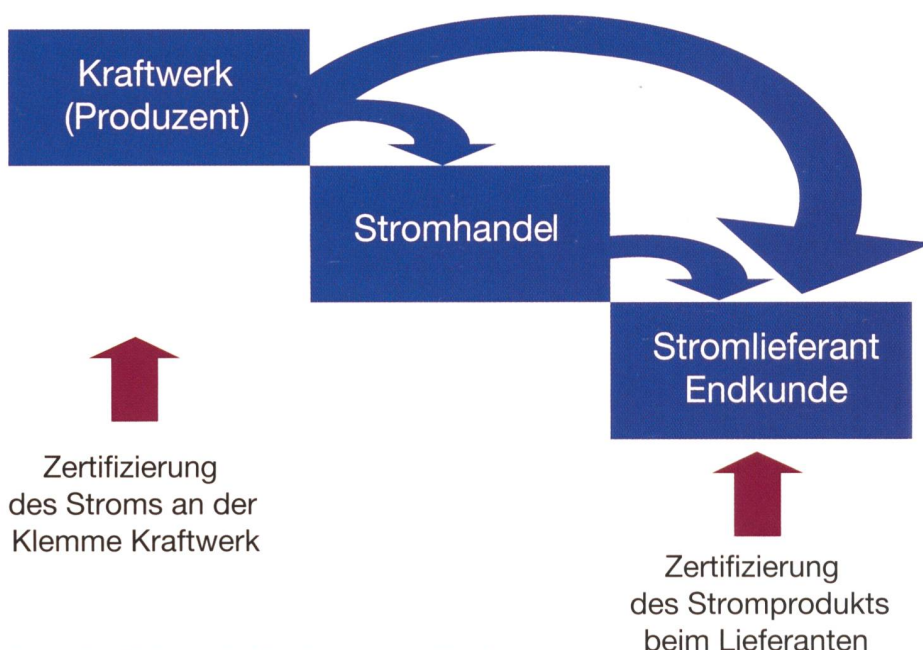 Kraftwerk
(Produzent)
Stromhandel
Stromlieferant
Endkunde
Zertifizierung
des Stroms an der
Klemme Kraftwerk
Zertifizierung
des Stromprodukts
beim Lieferanten